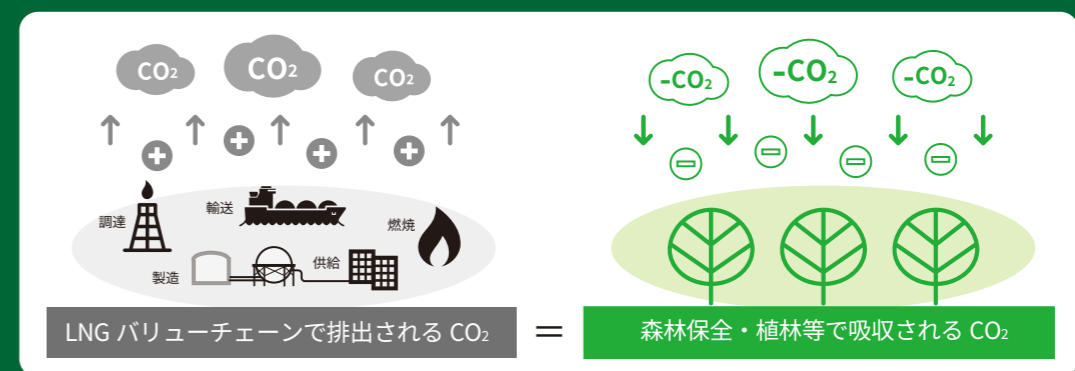 CO₂
CO₂
CO₂
-CO₂
-CO₂
-CO₂
調達
輸送
燃焼
製造
供給
LNG バリューチェーンで排出される CO₂
=
森林保全・植林等で吸収される CO₂